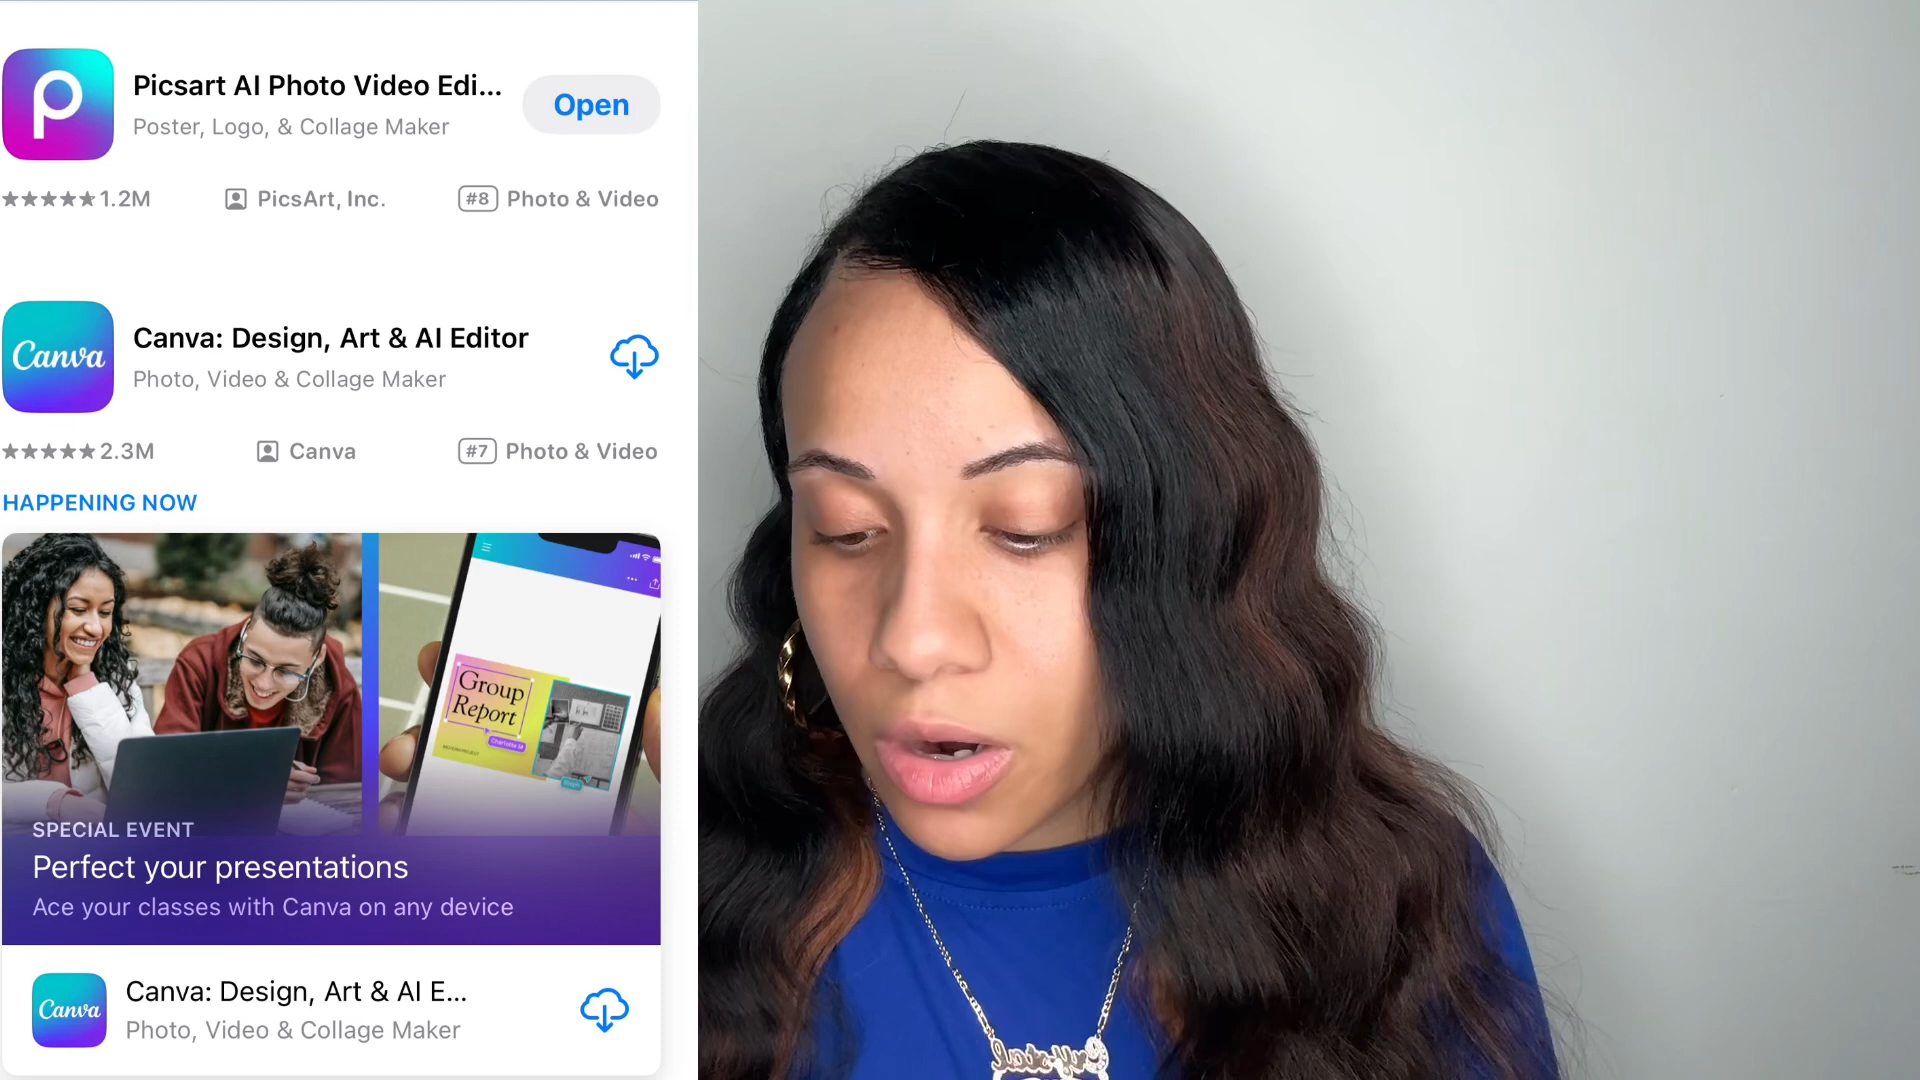 Picsart AI Photo Video Edi...
Open
Poster, Logo, & Collage Maker
1.2M
PicsArt, Inc.
#8
Photo & Video
Canva
Canva: Design, Art & AI Editor
Photo, Video & Collage Maker
2.3M
Canva
#7
Photo & Video
HAPPENING NOW
Group
Report
SPECIAL EVENT
Perfect your presentations
Ace your classes with Canva on any device
Canva
Canva: Design, Art & AI E...
Photo, Video & Collage Maker